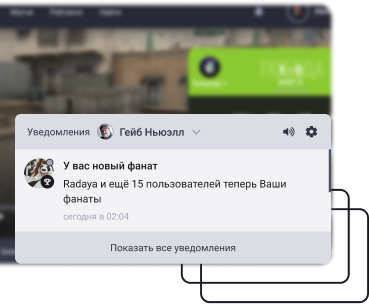 Уведомления Гейб Ньюэлл
У вас новый фанат
Radaya и ещё 15 пользователей теперь Ваши
фанаты
сегодня в 02:04
Показать все уведомления